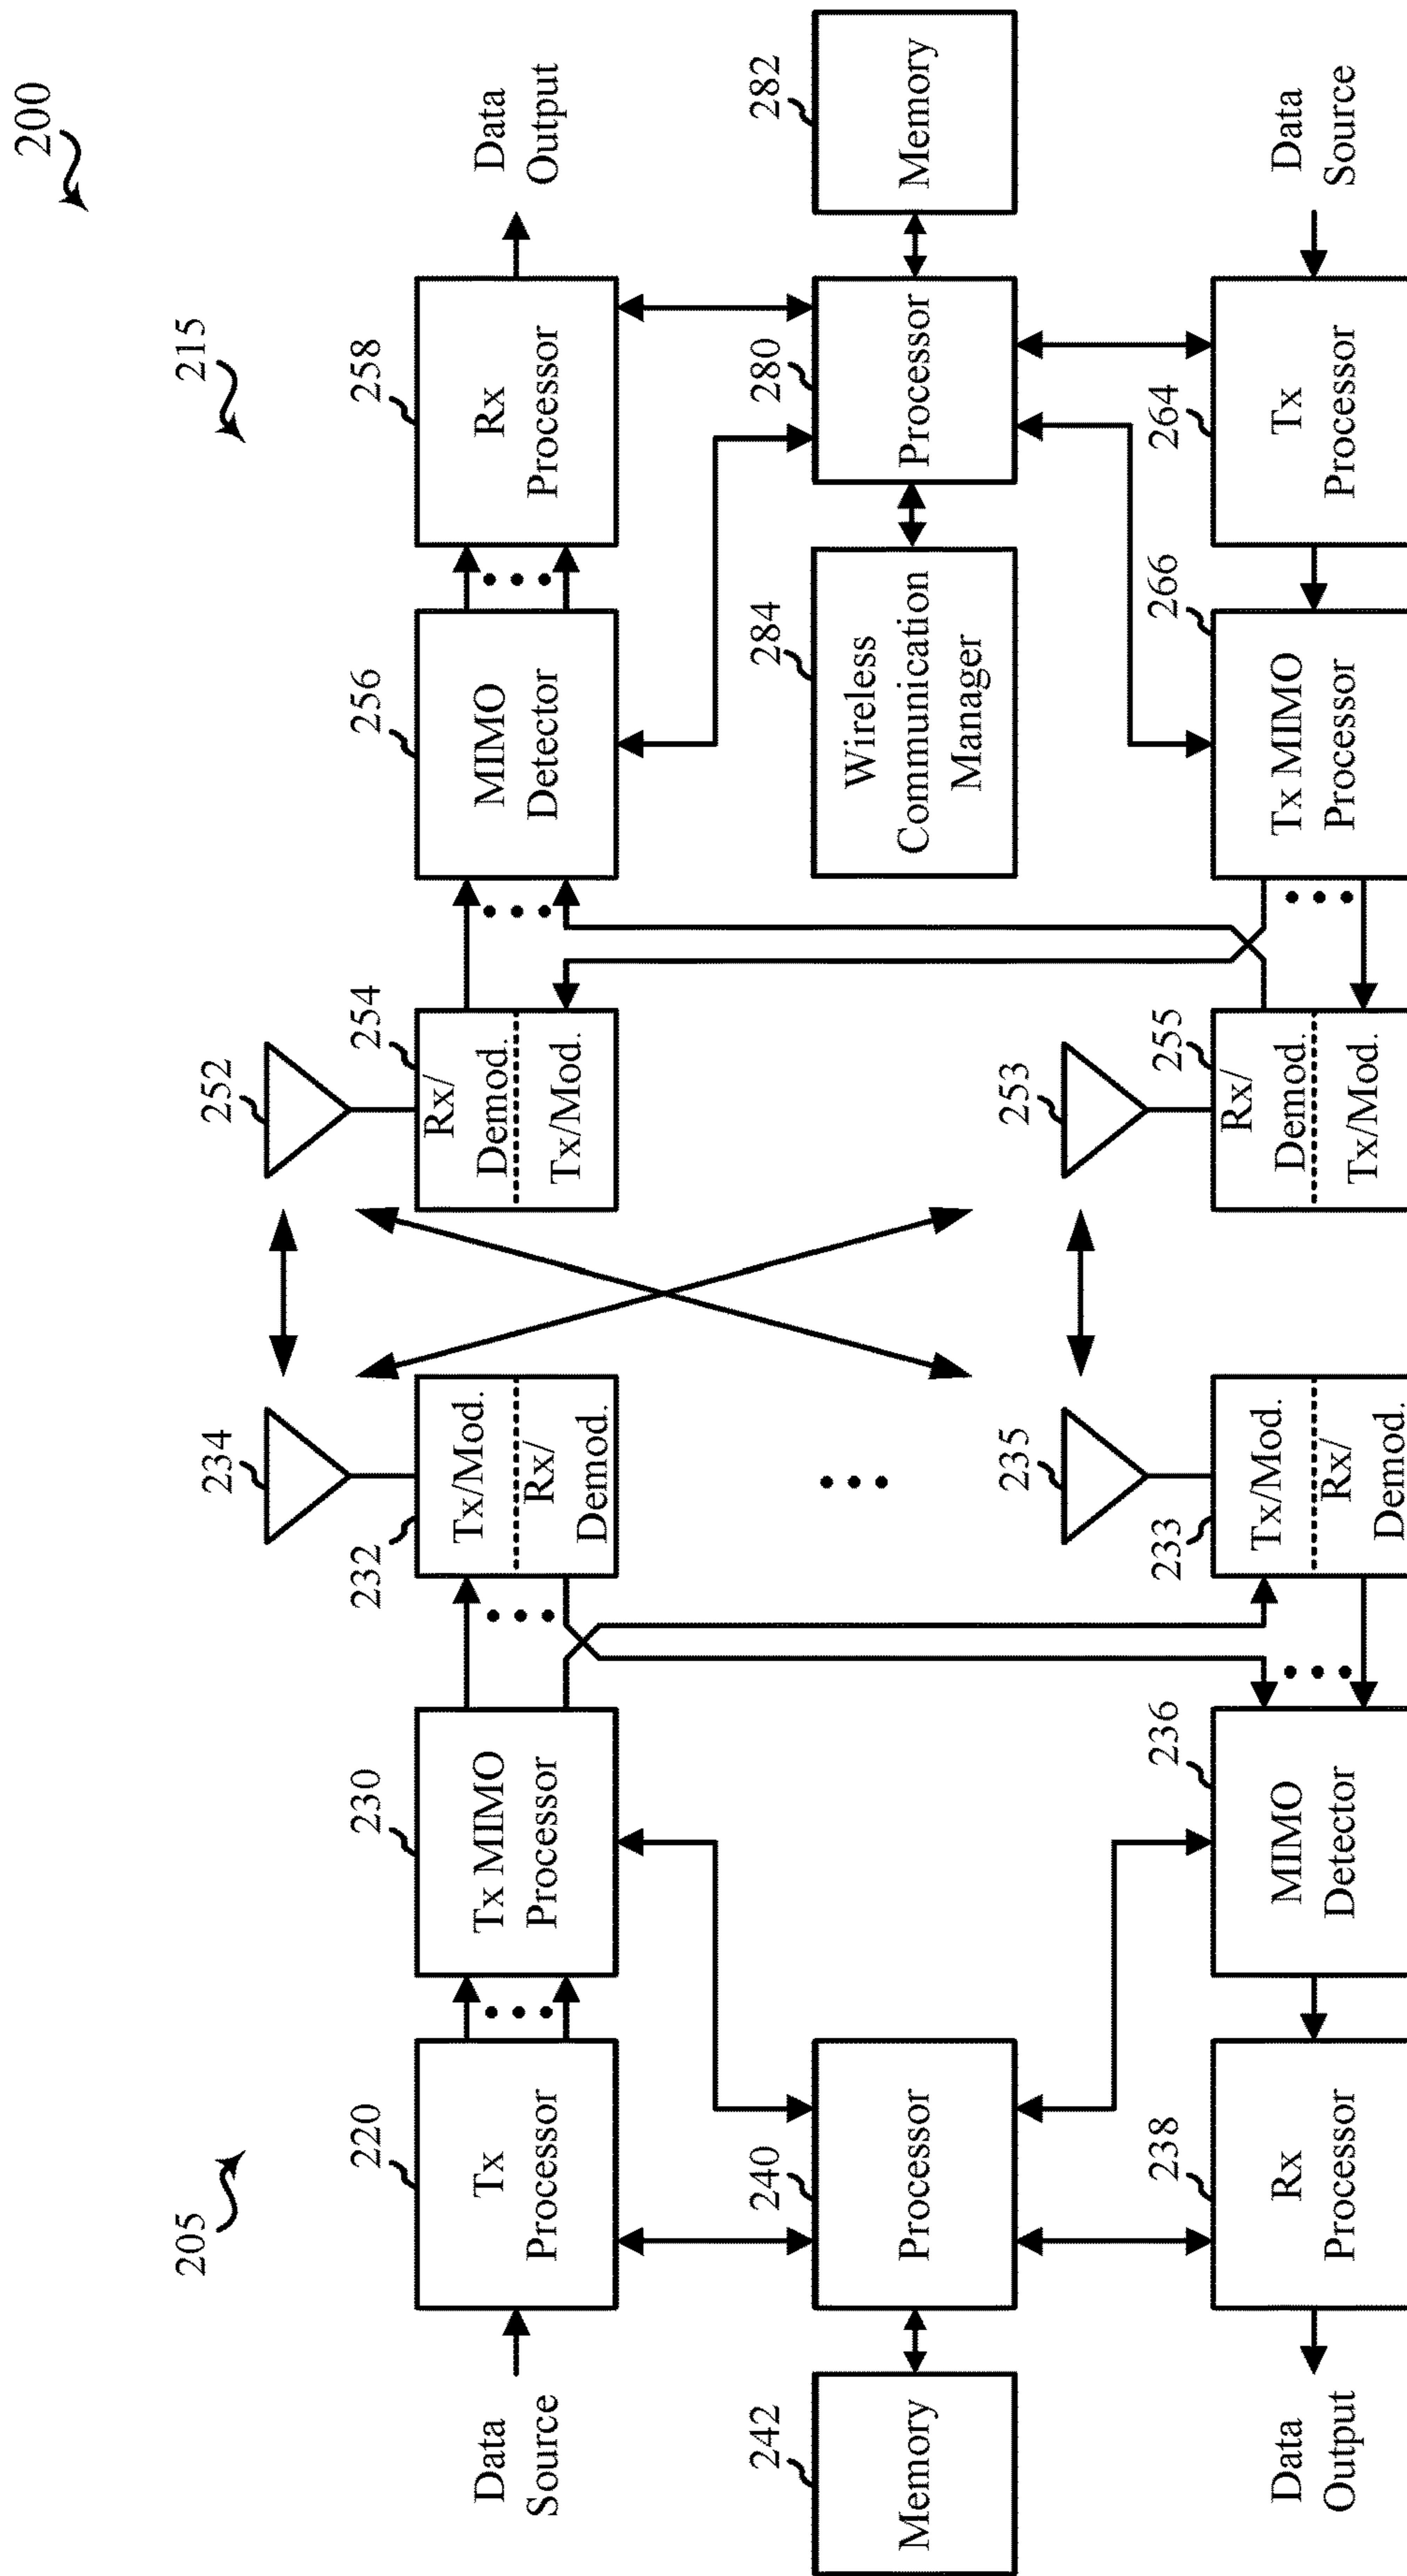 200
205
215
234
252
220
230
232
254
256
258
Data
Source
Tx
Processor
Tx MIMO
Processor
Tx/Mod.
Rx/
Demod.
Rx/
Demod.
Tx/Mod.
MIMO
Detector
Rx
Processor
Data
Output
242
240
284
280
282
Memory
Processor
Wireless
Communication
Manager
Processor
Memory
235
253
238
236
233
255
266
264
Data
Output
Rx
Processor
MIMO
Detector
Tx/Mod.
Rx/
Demod.
Rx/
Demod.
Tx/Mod.
Tx MIMO
Processor
Tx
Processor
Data
Source